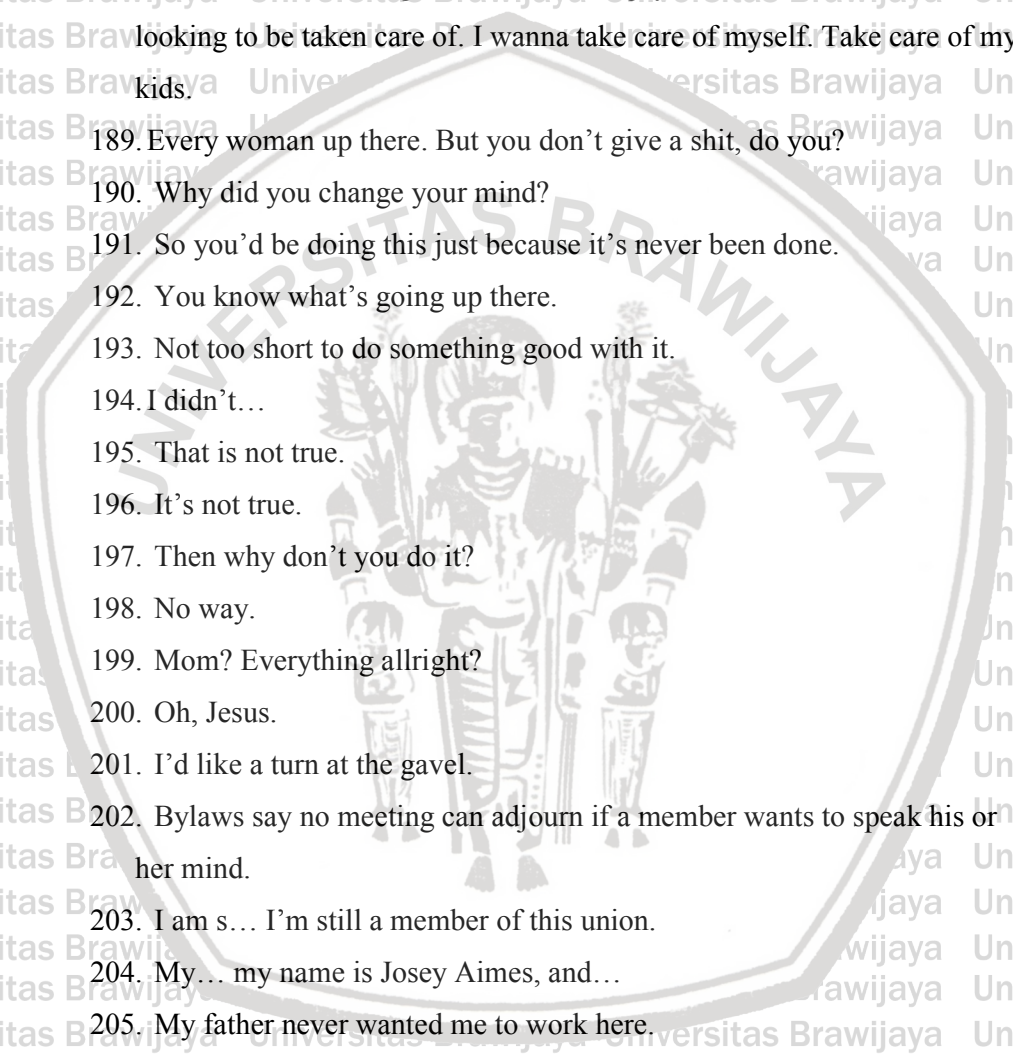 looking to be taken care of. I wanna take care of myself. Take care of my
kids.
189. Every woman up there. But you don’t give a shit, do you?
190. Why did you change your mind?
191. So you’d be doing this just because it’s never been done.
192. You know what’s going up there.
193. Not too short to do something good with it.
194. I didn’t…
195. That is not true.
196. It’s not true.
197. Then why don’t you do it?
198. No way.
199. Mom? Everything allright?
200. Oh, Jesus.
201. I’d like a turn at the gavel.
202. Bylaws say no meeting can adjourn if a member wants to speak his or
her mind.
203. I am s… I’m still a member of this union.
204. My… my name is Josey Aimes, and…
205. My father never wanted me to work here.
UNIVERSITAS BRAWIJAYA